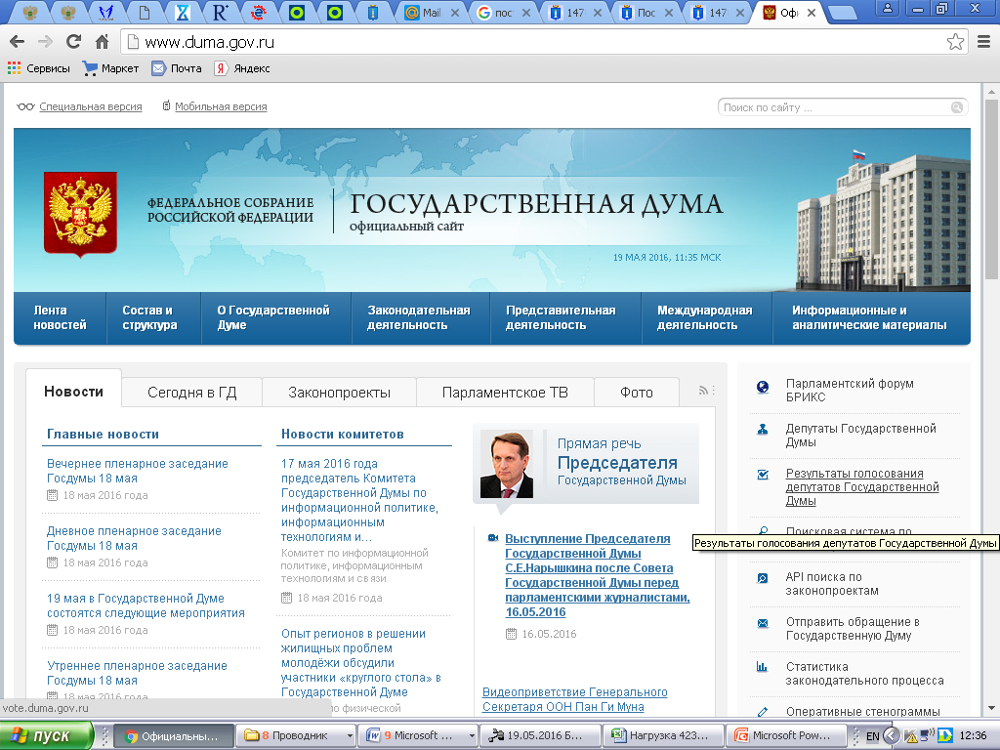 Mail
пос
147
Пос
147
Офи
www.duma.gov.ru
Сервисы
Маркет
Почта
Яндекс
Специальная версия
Мобильная версия
Поиск по сайту ...
ФЕДЕРАЛЬНОЕ СОБРАНИЕ
РОССИЙСКОЙ ФЕДЕРАЦИИ
ГОСУДАРСТВЕННАЯ ДУМА
официальный сайт
19 МАЯ 2016, 11:35 МСК
Лента
новостей
Состав и
структура
О Государственной
Думе
Законодательная
деятельность
Представительная
деятельность
Международная
деятельность
Информационные и
аналитические материалы
Новости
Сегодня в ГД
Законопроекты
Парламентское ТВ
Фото
Главные новости
Вечернее пленарное заседание
Госдумы 18 мая
18 мая 2016 года
Дневное пленарное заседание
Госдумы 18 мая
18 мая 2016 года
19 мая в Государственной Думе
состоятся следующие мероприятия
18 мая 2016 года
Утреннее пленарное заседание
Госдумы 18 мая
18 мая 2016 года
Новости комитетов
17 мая 2016 года
председатель Комитета
Государственной Думы по
информационной политике,
информационным
технологиям и...
Комитет по информационной
политике, информационным
технологиям и связи
18 мая 2016 года
Опыт регионов в решении
жилищных проблем
молодёжи обсудили
участники «круглого стола» в
Государственной Думе
по физической
Прямая речь
Председателя
Государственной Думы
Выступление Председателя
Государственной Думы
С.Е.Нарышкина после Совета
Государственной Думы перед
парламентскими журналистами,
16.05.2016
16.05.2016
Видеоприветствие Генерального
Секретаря ООН Пан Ги Муна
Парламентский форум
БРИКС
Депутаты Государственной
Думы
Результаты голосования
депутатов Государственной
Думы
Поисковая система по
Результаты голосования депутатов Государственной Думы
API поиска по
законопроектам
Отправить обращение в
Государственную Думу
Статистика
законодательного процесса
Оперативные стенограммы
vote.duma.gov.ru
пуск
Официальны...
8 Проводник
9 Microsoft ...
19.05.2016 Б...
Нагрузка 423...
Microsoft Pow...
EN
12:36